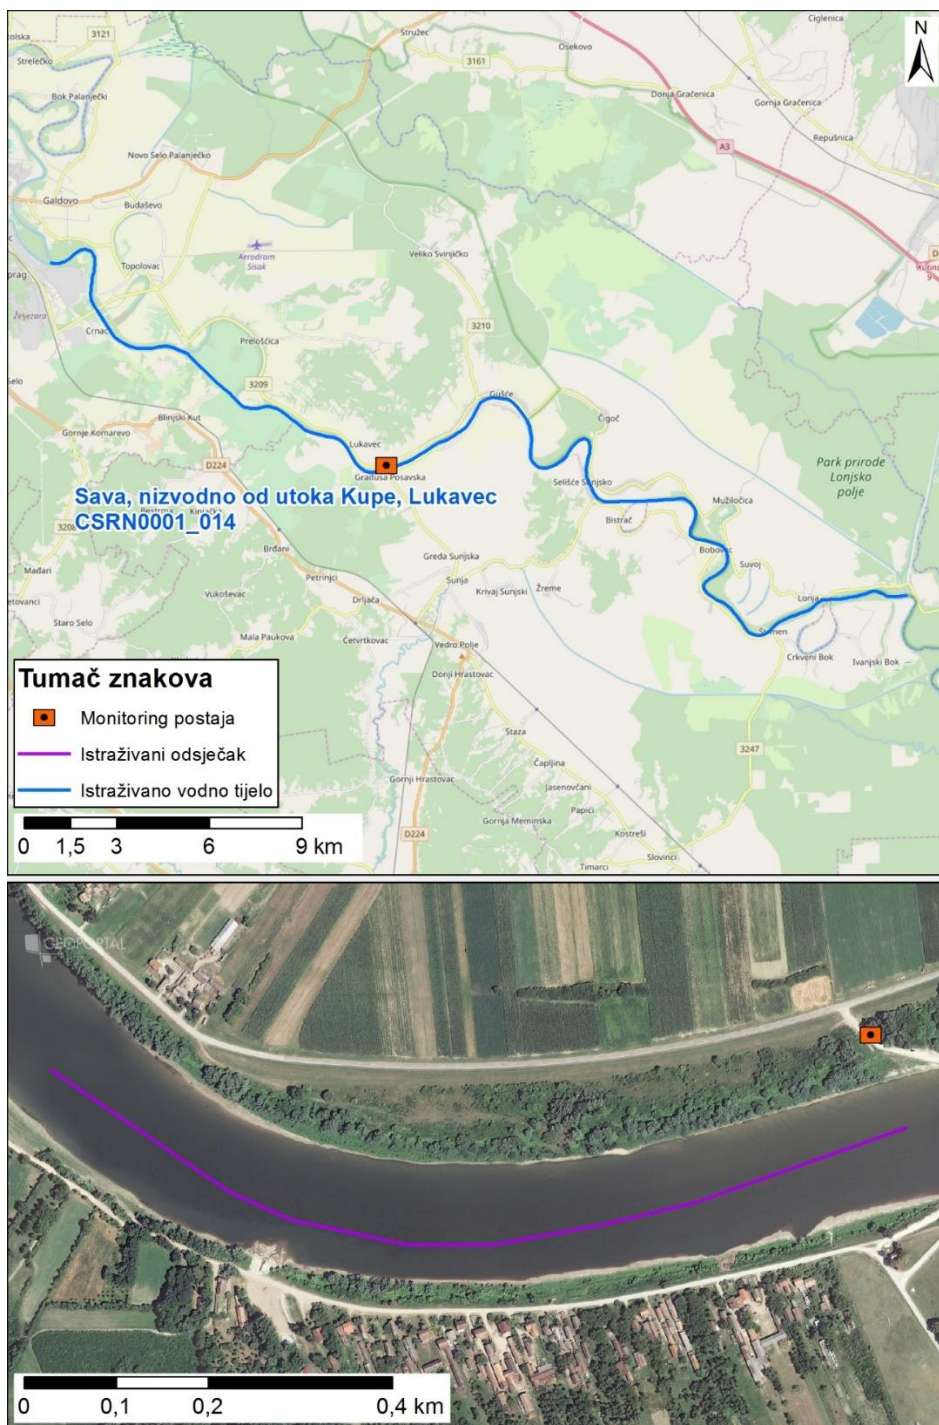 3121
Stružec
Ciglenica
Strelečko
3161
Osekovo
N
Bok Palanječki
Donja Gračenica
Gornja Gračenica
Repušnica
Novo Selo Palanječko
A3
Galdovo
Budaševo
Topolovac
Aerodrom
Sisak
Veliko Svinjičko
Željezara
Crnac
3210
Prelošćica
3209
Gušće
Blinjski Kut
Čigoč
Gornje Komarevo
Lukavec
D224
Gradusa Posavska
Selišće Sunjsko
Park prirode
Lonjsko
polje
Sava, nizvodno od utoka Kupe, Lukavec
CSRN0001_014
Mužilovčica
Bistrač
Brđani
Greda Sunjska
Bobovac
Suvoj
Mađari
Petrinjci
Sunja
Krivaj Sunjski
Žreme
Vukoševac
Drljača
Lonja
Staro Selo
Mala Paukova
Četvrtkovac
Vedro Polje
Crkveni Bok
Ivanjski Bok
Donji Hrastovac
Tumač znakova
Monitoring postaja
Istraživani odsječak
Istraživano vodno tijelo
Staza
3247
Čapljina
Gornji Hrastovac
Jasenovčani
Gornja Meminska
Papići
D224
Kostreši
Slovinci
Timarci
0 1,5 3 6 9 km
GEOPORTAL
0 0,1 0,2 0,4 km